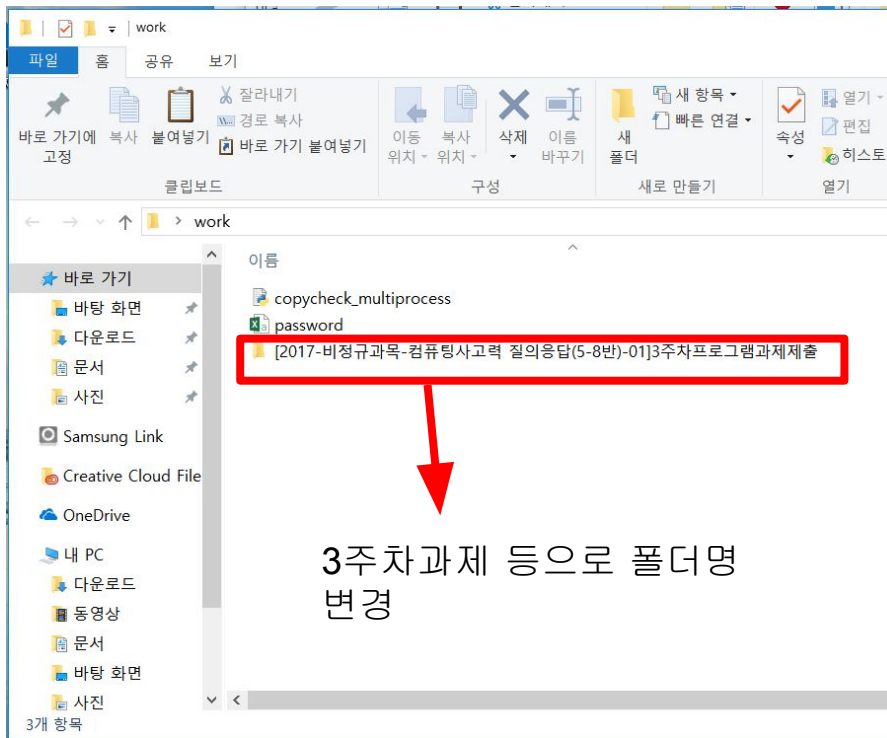 work
파일 홈 공유 보기
바로 가기에 고정
복사
붙여넣기
잘라내기
경로 복사
바로 가기 붙여넣기
이동 위치
복사 위치
삭제
이름 바꾸기
새 폴더
새 항목
빠른 연결
속성
열기
편집
히스토
클립보드 구성 새로 만들기 열기
work
이름
바로 가기
바탕 화면
다운로드
문서
사진
Samsung Link
Creative Cloud File
OneDrive
내 PC
다운로드
동영상
문서
바탕 화면
사진
copycheck_multiprocess
password
[2017-비정규과목-컴퓨팅사고력 질의응답(5-8반)-01]3주차프로그램과제제출
3주차과제 등으로 폴더명
변경
3개 항목